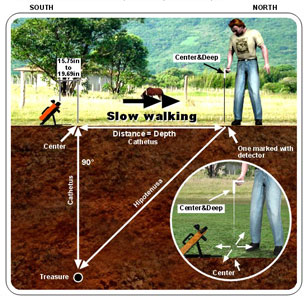 SOUTH
NORTH
15.75in
to
19.69in
Center&Deep
Slow walking
Distance = Depth
Cathetus
Center
One marked with
detector
90°
Cathetus
Hipotenusa
Center&Deep
Center
Treasure